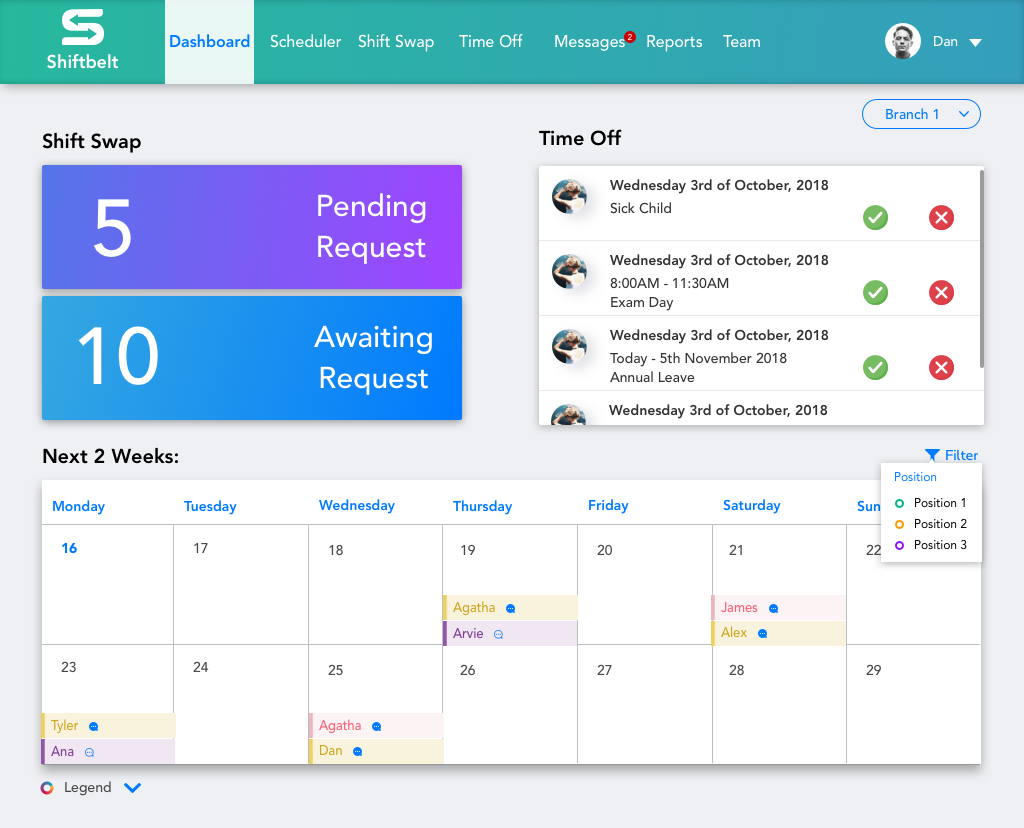 Shiftbelt
Dashboard
Scheduler
Shift Swap
Time Off
Messages
2
Reports
Team
Dan
Branch 1
Shift Swap
5
Pending
Request
10
Awaiting
Request
Time Off
Wednesday 3rd of October, 2018
Sick Child
Wednesday 3rd of October, 2018
8:00AM - 11:30AM
Exam Day
Wednesday 3rd of October, 2018
Today - 5th November 2018
Annual Leave
Wednesday 3rd of October, 2018
Next 2 Weeks:
Filter
Position
Position 1
Position 2
Position 3
Monday
Tuesday
Wednesday
Thursday
Friday
Saturday
Sun
16
17
18
19
20
21
22
Agatha
Arvie
James
Alex
23
24
25
26
27
28
29
Tyler
Ana
Agatha
Dan
Legend